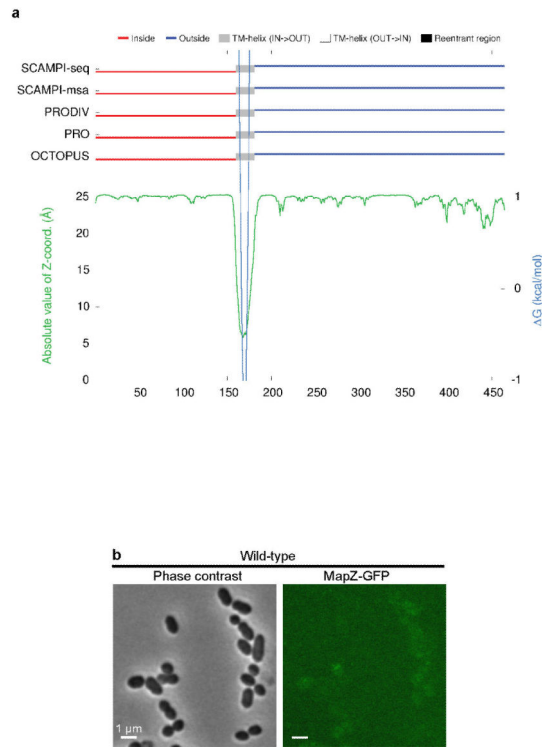 a
Inside Outside TM-helix (IN->OUT) TM-helix (OUT->IN) Reentrant region
SCAMPI-seq
SCAMPI-msa
PRODIV
PRO
OCTOPUS
Absolute value of Z-coord. (Å)
25
20
15
10
5
0
1
0
-1
ΔG (kcal/mol)
50 100 150 200 250 300 350 400 450
b
Wild-type
Phase contrast MapZ-GFP
1 µm